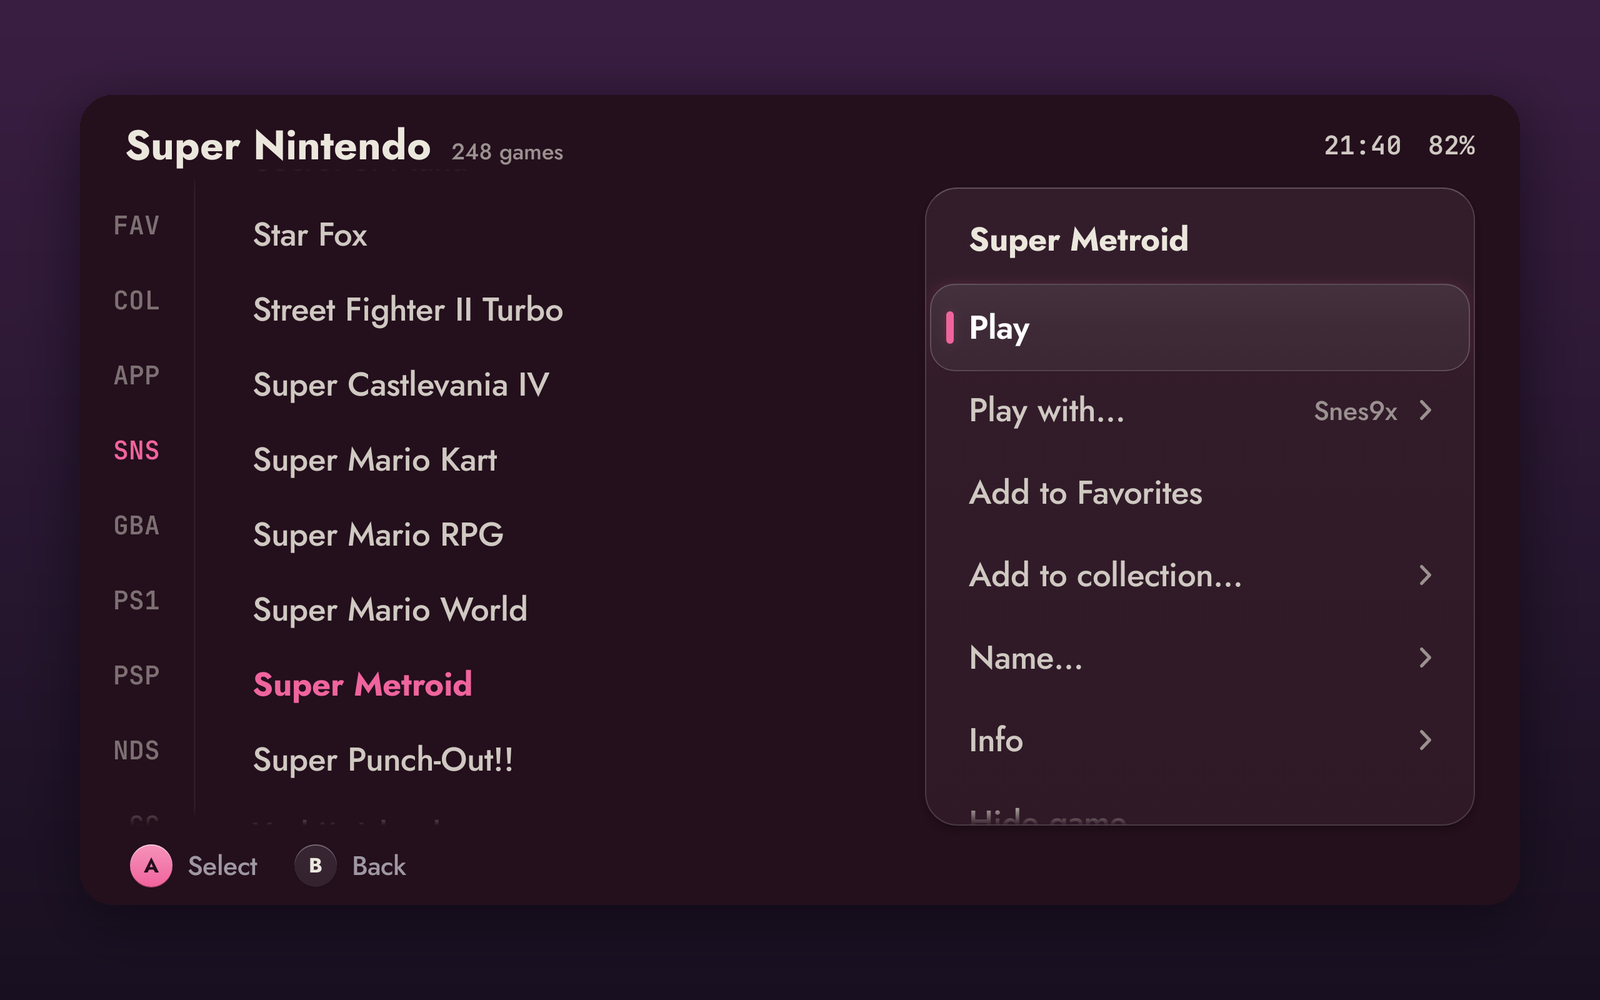 Super Nintendo 248 games
21:40 82%
FAV
COL
APP
SNS
GBA
PS1
PSP
NDS
Star Fox
Street Fighter II Turbo
Super Castlevania IV
Super Mario Kart
Super Mario RPG
Super Mario World
Super Metroid
Super Punch-Out!!
Super Metroid
Play
Play with... Snes9x
Add to Favorites
Add to collection...
Name...
Info
Hide game
A Select B Back